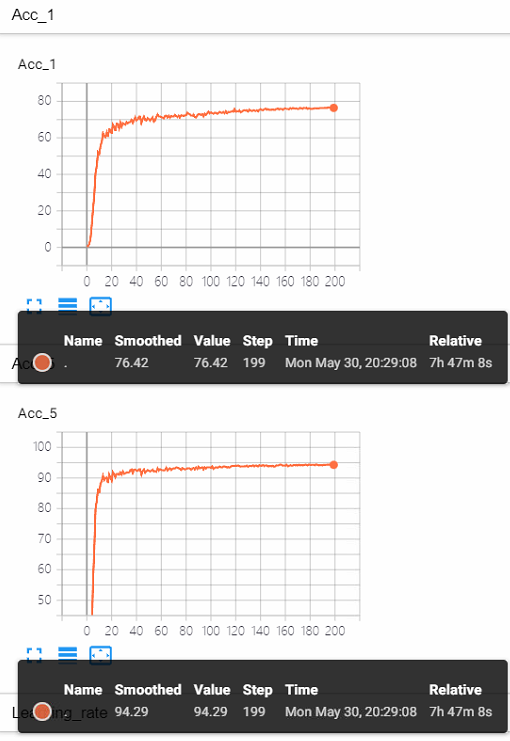 Acc_1
Acc_1
80
60
40
20
0
0 20 40 60 80 100 120 140 160 180 200
Name Smoothed Value Step Time Relative
. 76.42 76.42 199 Mon May 30, 20:29:08 7h 47m 8s
Acc_5
100
90
80
70
60
50
0 20 40 60 80 100 120 140 160 180 200
Name Smoothed Value Step Time Relative
. 94.29 94.29 199 Mon May 30, 20:29:08 7h 47m 8s